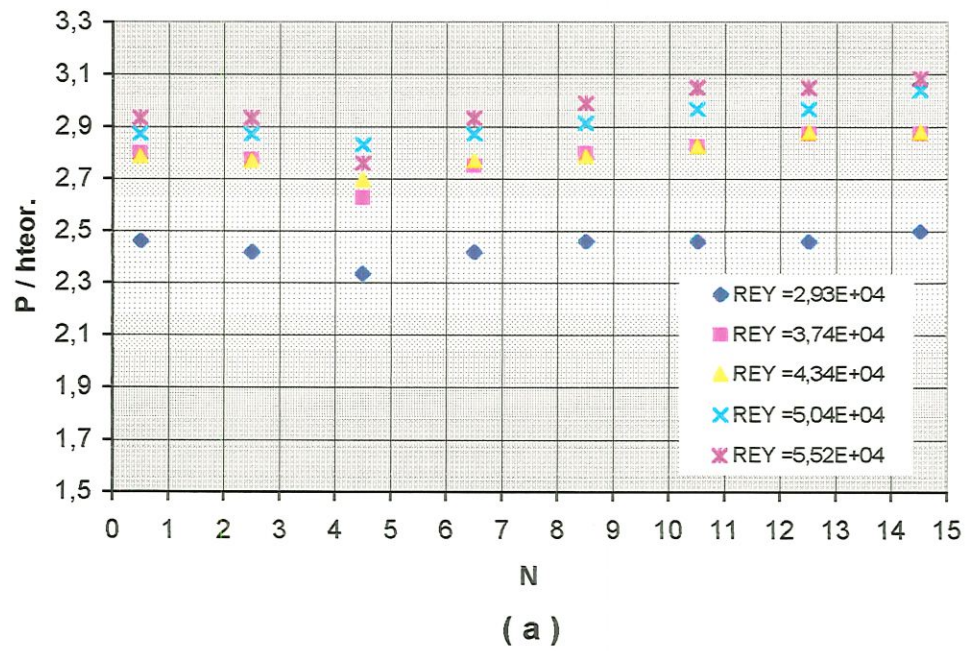 3,3
3,1
2,9
2,7
2,5
2,3
2,1
1,9
1,7
1,5
P / hteor.
REY =2,93E+04
REY =3,74E+04
REY =4,34E+04
REY =5,04E+04
REY =5,52E+04
0 1 2 3 4 5 6 7 8 9 10 11 12 13 14 15
N
( a )